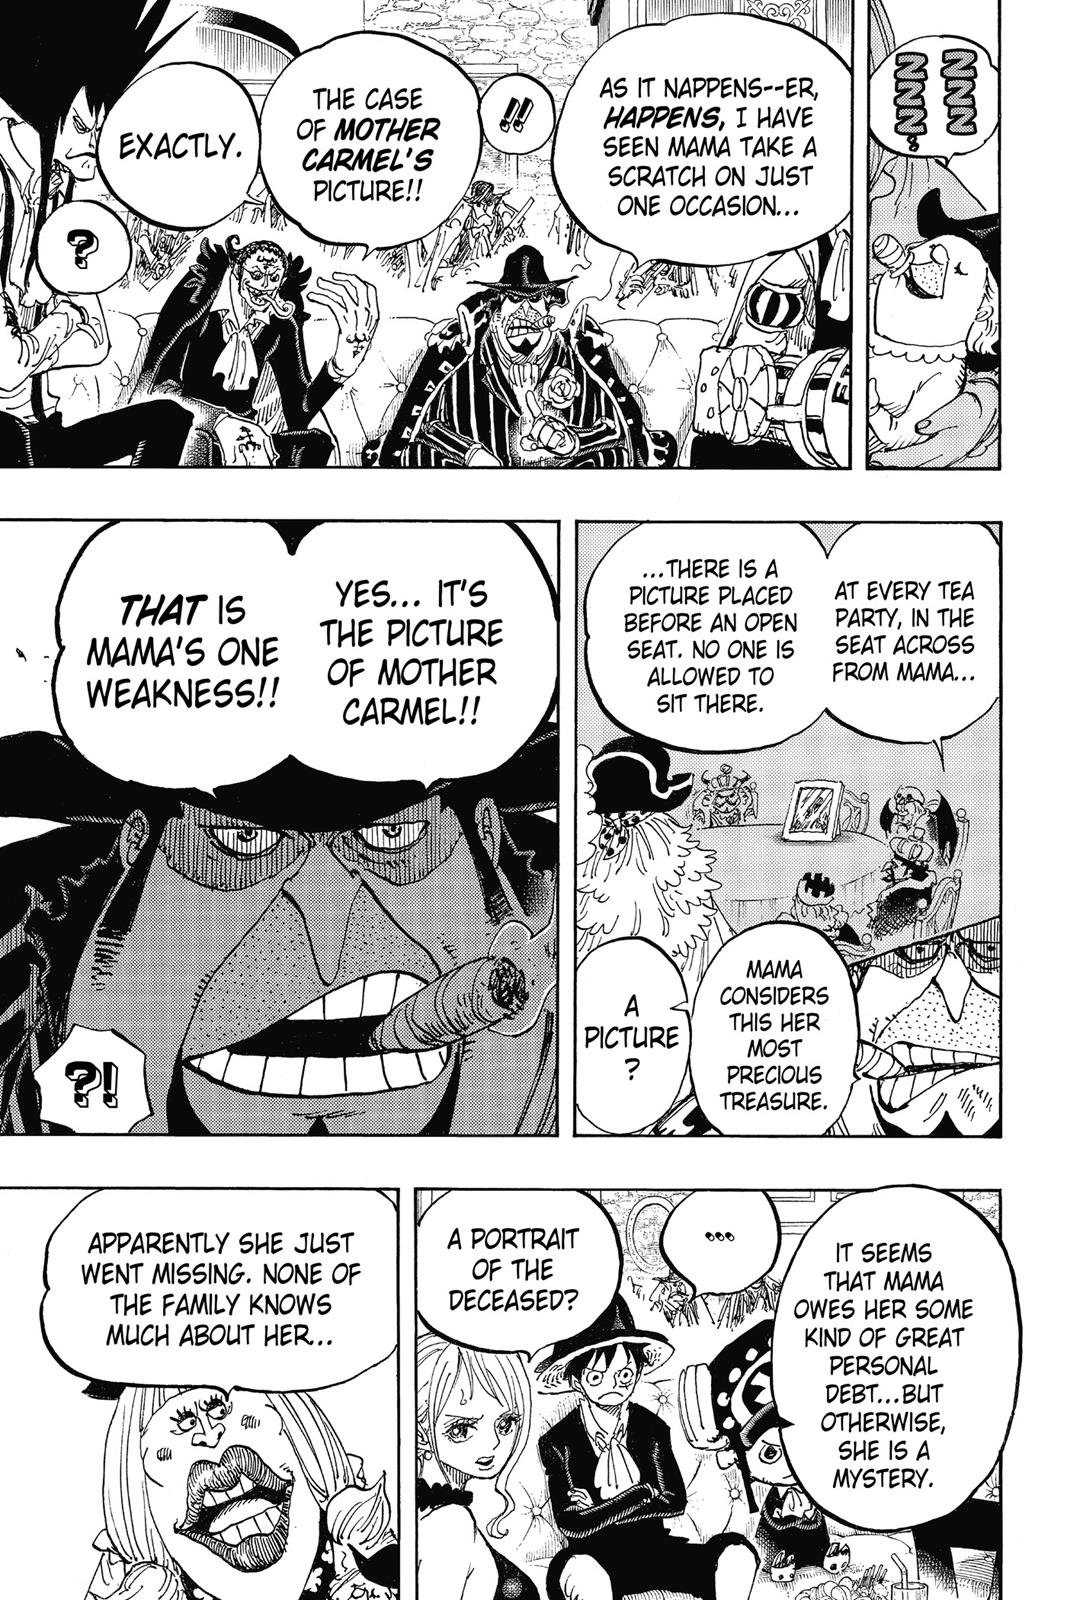 NNN
NNNN
AS IT NAPPENS--ER,
HAPPENS, I HAVE
SEEN MAMA TAKE A
SCRATCH ON JUST
ONE OCCASION...
!!
THE CASE
OF MOTHER
CARMEL'S
PICTURE!!
EXACTLY.
?
AT EVERY TEA
PARTY, IN THE
SEAT ACROSS
FROM MAMA...
...THERE IS A
PICTURE PLACED
BEFORE AN OPEN
SEAT. NO ONE IS
ALLOWED TO
SIT THERE.
MAMA
CONSIDERS
THIS HER
MOST
PRECIOUS
TREASURE.
A
PICTURE
?
YES... IT'S
THE PICTURE
OF MOTHER
CARMEL!!
THAT IS
MAMA'S ONE
WEAKNESS!!
?!
IT SEEMS
THAT MAMA
OWES HER SOME
KIND OF GREAT
PERSONAL
DEBT...BUT
OTHERWISE,
SHE IS A
MYSTERY.
...
A PORTRAIT
OF THE
DECEASED?
APPARENTLY SHE JUST
WENT MISSING. NONE OF
THE FAMILY KNOWS
MUCH ABOUT HER...